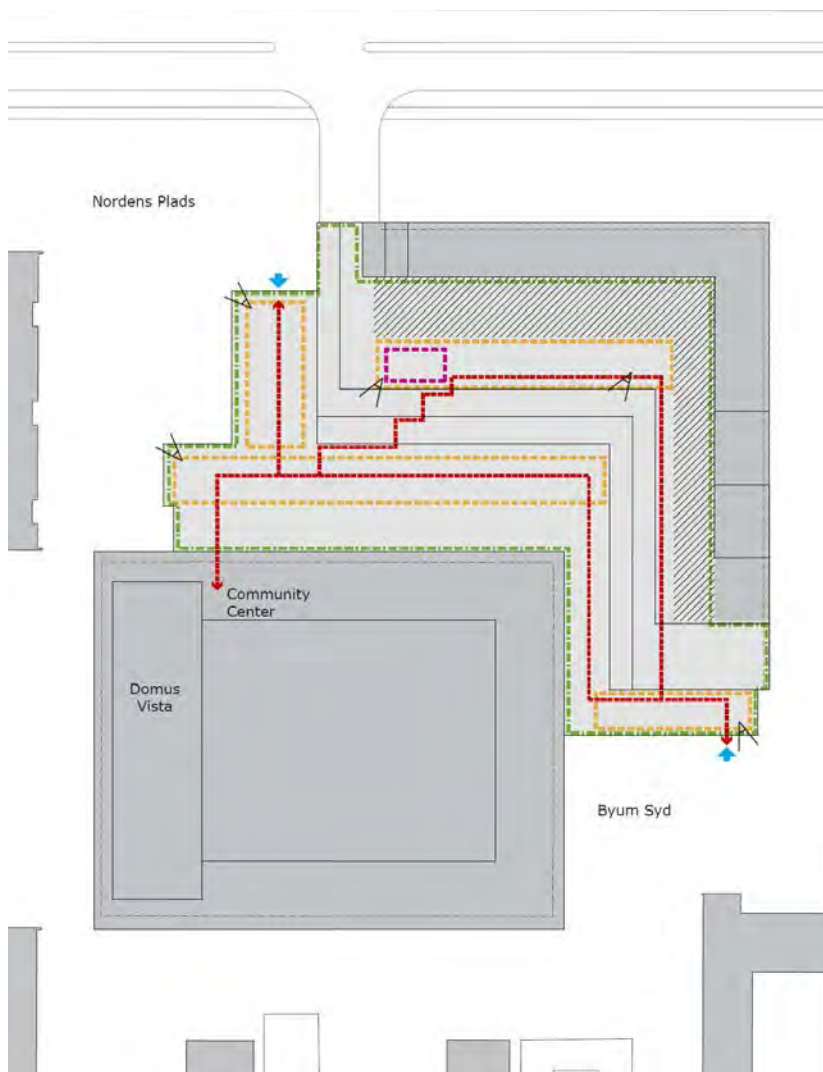 Nordens Plads
Community
Center
Domus
Vista
Byum Syd